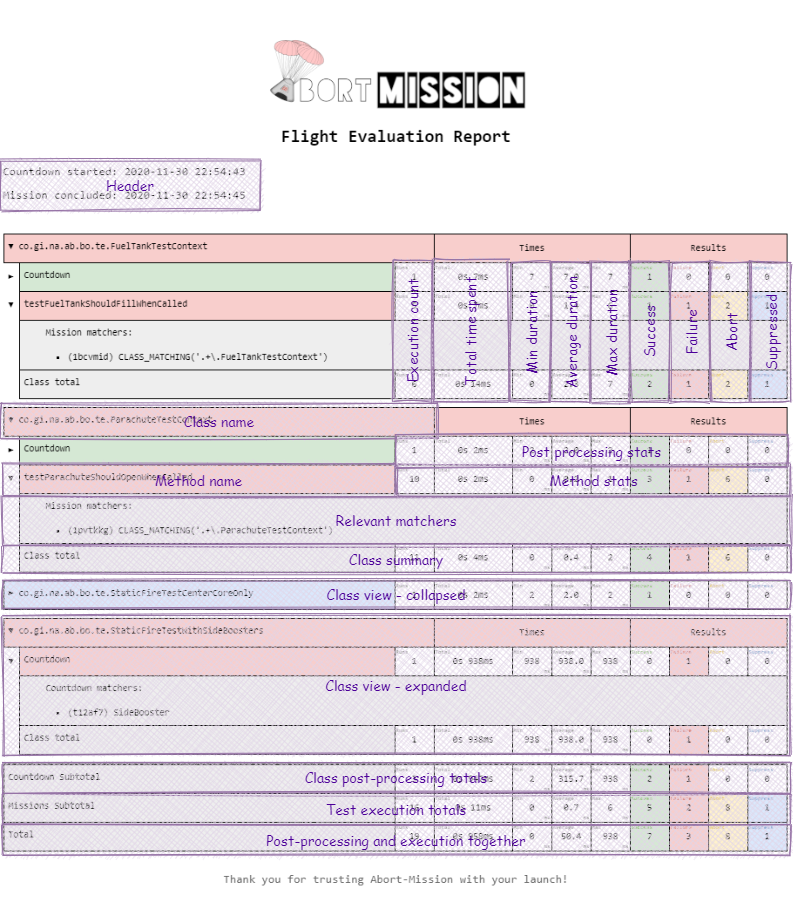 ABORT MISSION
Flight Evaluation Report
Countdown started: 2020-11-30 22:54:43
Header
Mission concluded: 2020-11-30 22:54:45
▼ co.gi.na.ab.bo.te.FuelTankTestContext Times Results
► Countdown 1 0s 7ms 7 7 1 0 0 0
▼ testFuelTankShouldFillWhenCalled
Execution count
Total time spent
Min duration
Average duration
Max duration
Success
Failure
Abort
Suppressed
Mission matchers:
• (1bcvmid) CLASS_MATCHING('.+\.FuelTankTestContext')
Class total 0s 14ms 0 7 2 1 2 1
▼ co.gi.na.ab.bo.te.ParachuteTestContext Times Results
Class name
► Countdown 1 0s 2ms 0 0 0
Post processing stats
▼ testParachuteShouldOpenWhenCalled 10 0s 2ms 0 3 1 6 0
Method name
Method stats
Mission matchers:
Relevant matchers
• (1pvtkkg) CLASS_MATCHING('.+\.ParachuteTestContext')
Class total 0s 4ms 0 0.4 2 4 1 6 0
Class summary
► co.gi.na.ab.bo.te.StaticFireTestCenterCoreOnly 2ms 2 2.0 2 1 0 0 0
Class view - collapsed
▼ co.gi.na.ab.bo.te.StaticFireTestwithSideBoosters Times Results
▼ Countdown 1 0s 938ms 938 938.0 938 0 1 0 0
Countdown matchers:
Class view - expanded
• (t12af7) SideBooster
Class total 1 0s 938ms 938 938.0 938 0 1 0 0
Countdown Subtotal 2 315.7 938 2 1 0 0
Class post-processing totals
Missions Subtotal 0s 11ms 0 0.7 6 5 2 8 1
Test execution totals
Total 19 0 50.4 938 7 3 8 1
Post-processing and execution together
Thank you for trusting Abort-Mission with your launch!